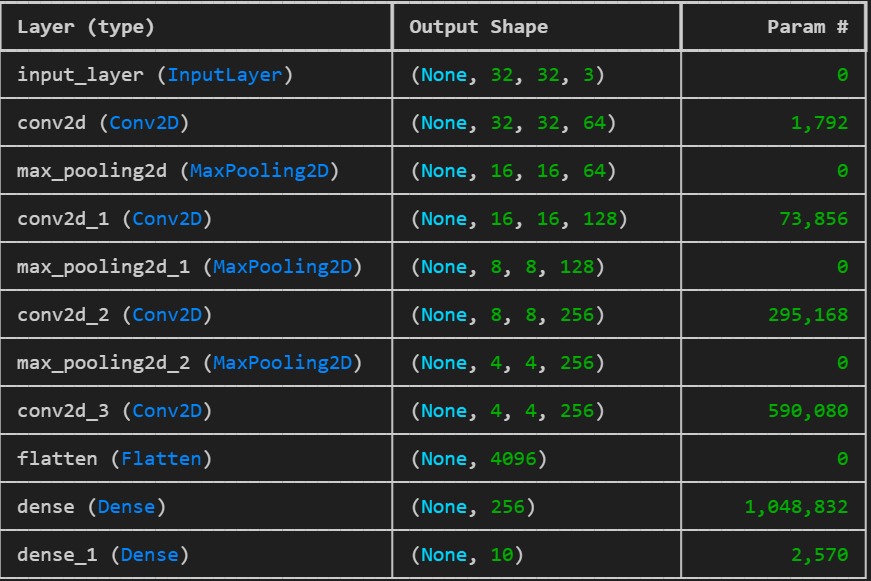 Layer (type) Output Shape Param #
input_layer (InputLayer) (None, 32, 32, 3) 0
conv2d (Conv2D) (None, 32, 32, 64) 1,792
max_pooling2d (MaxPooling2D) (None, 16, 16, 64) 0
conv2d_1 (Conv2D) (None, 16, 16, 128) 73,856
max_pooling2d_1 (MaxPooling2D) (None, 8, 8, 128) 0
conv2d_2 (Conv2D) (None, 8, 8, 256) 295,168
max_pooling2d_2 (MaxPooling2D) (None, 4, 4, 256) 0
conv2d_3 (Conv2D) (None, 4, 4, 256) 590,080
flatten (Flatten) (None, 4096) 0
dense (Dense) (None, 256) 1,048,832
dense_1 (Dense) (None, 10) 2,570